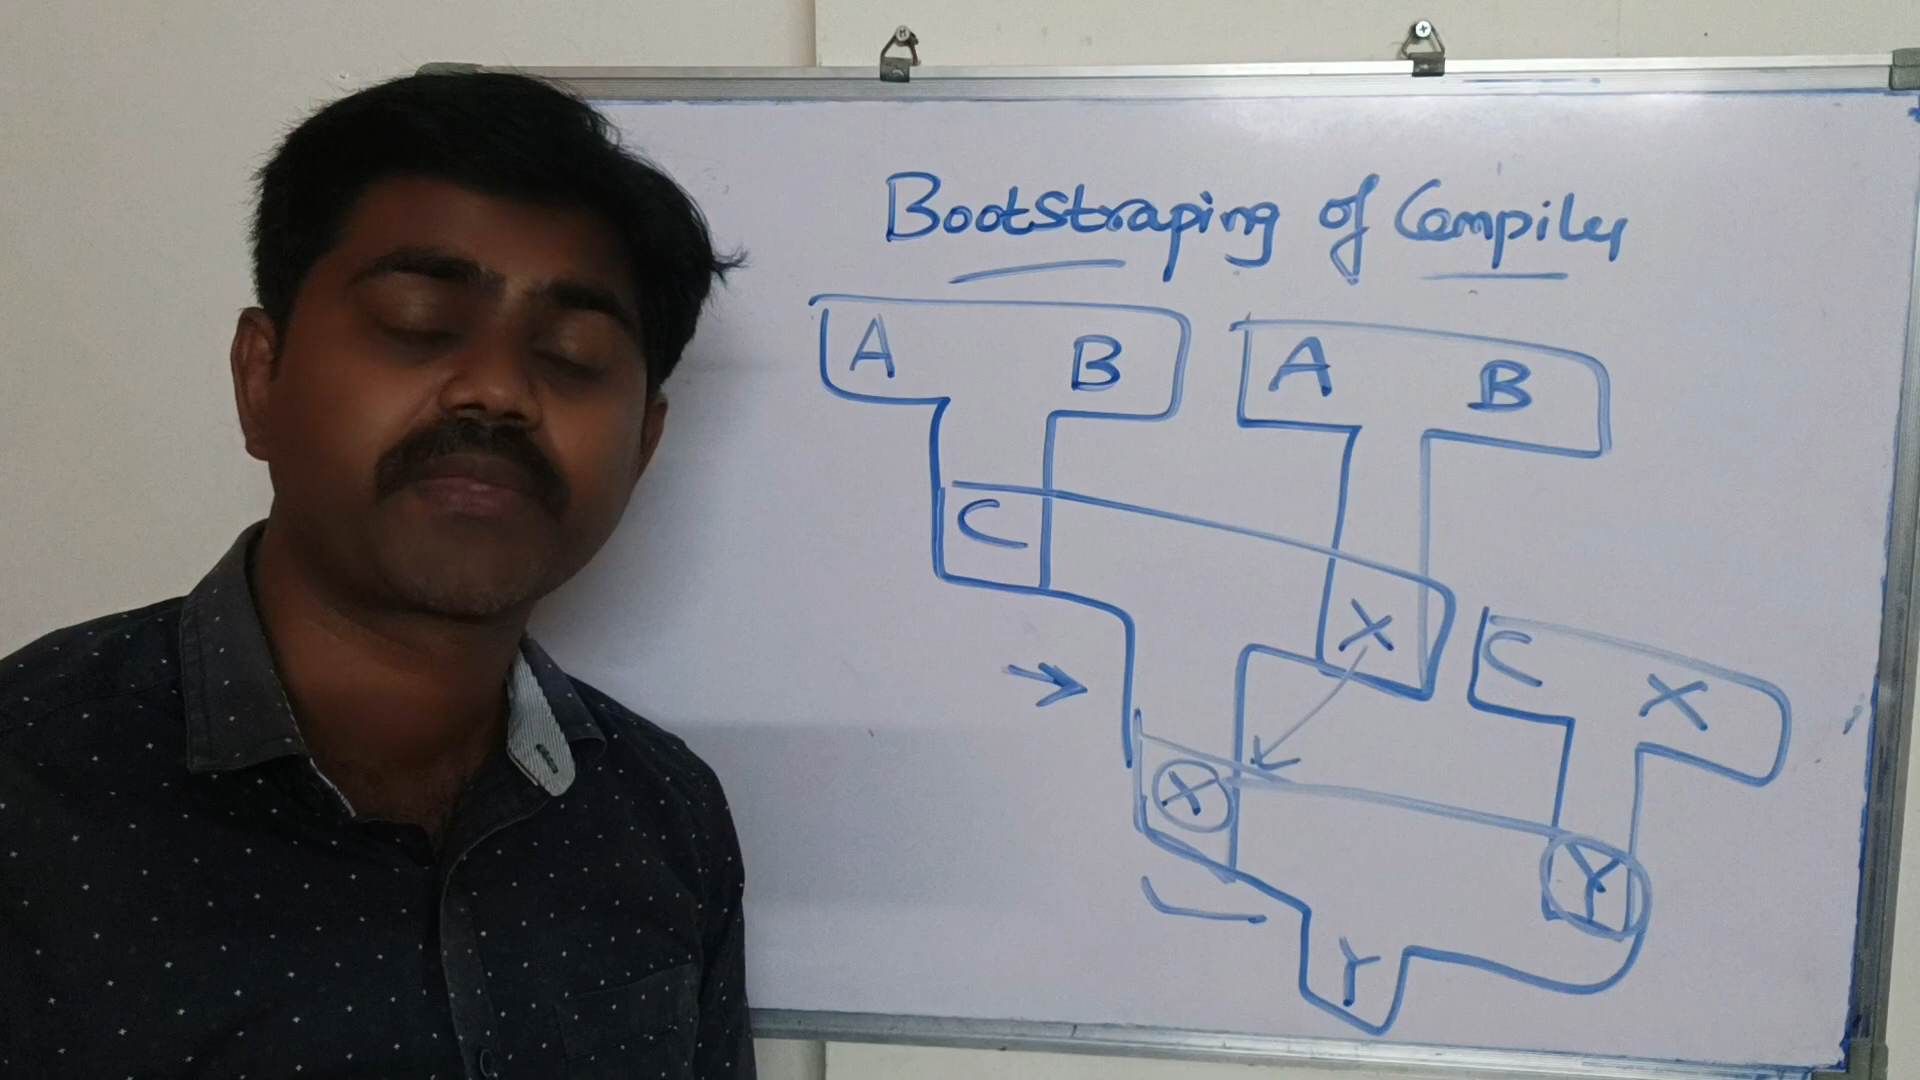 Bootstraping of Compiler
A B A B
C
X C X
X Y
Y